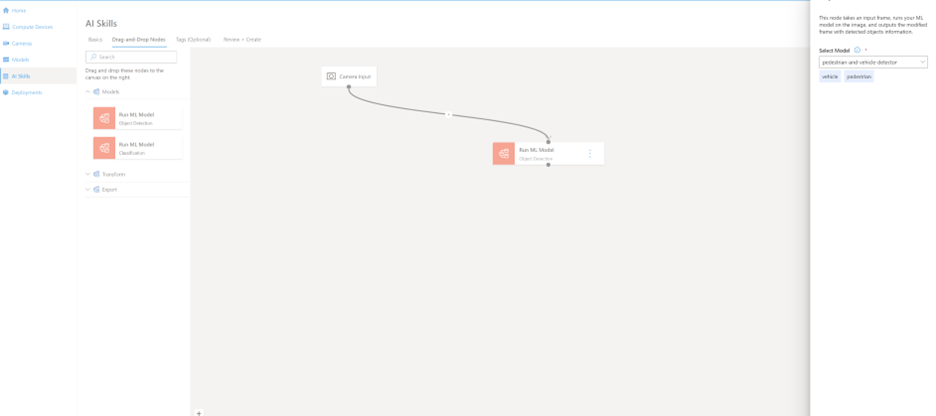 Home
Compute Devices
Cameras
Models
AI Skills
Deployments
AI Skills
Basics
Drag-and-Drop Nodes
Tags (Optional)
Review + Create
Search
Drag and drop these nodes to the
canvas on the right.
Models
Run ML Model
Object Detection
Run ML Model
Classification
Transform
Export
Camera Input
Run ML Model
Object Detection
This node takes an input frame, runs your ML
model on the image, and outputs the modified
frame with detected objects information.
Select Model *
pedestrian-and-vehicle-detector
vehicle
pedestrian
+